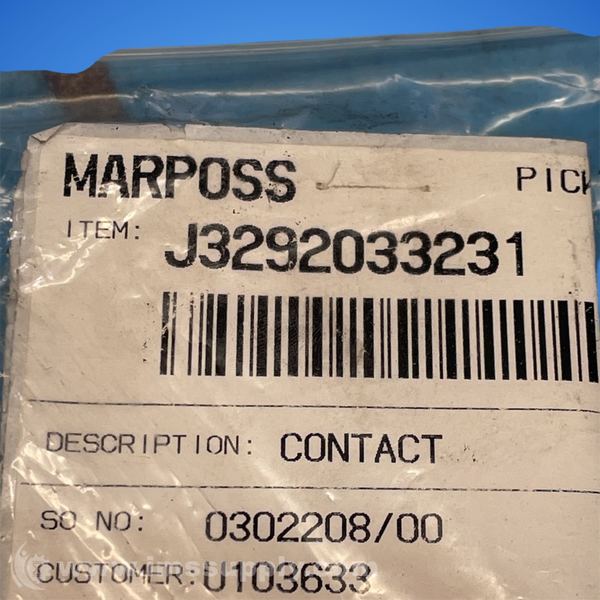 MARPOSS
PICK
ITEM: J3292033231
DESCRIPTION: CONTACT
SO NO: 0302208/00
CUSTOMER: U103633